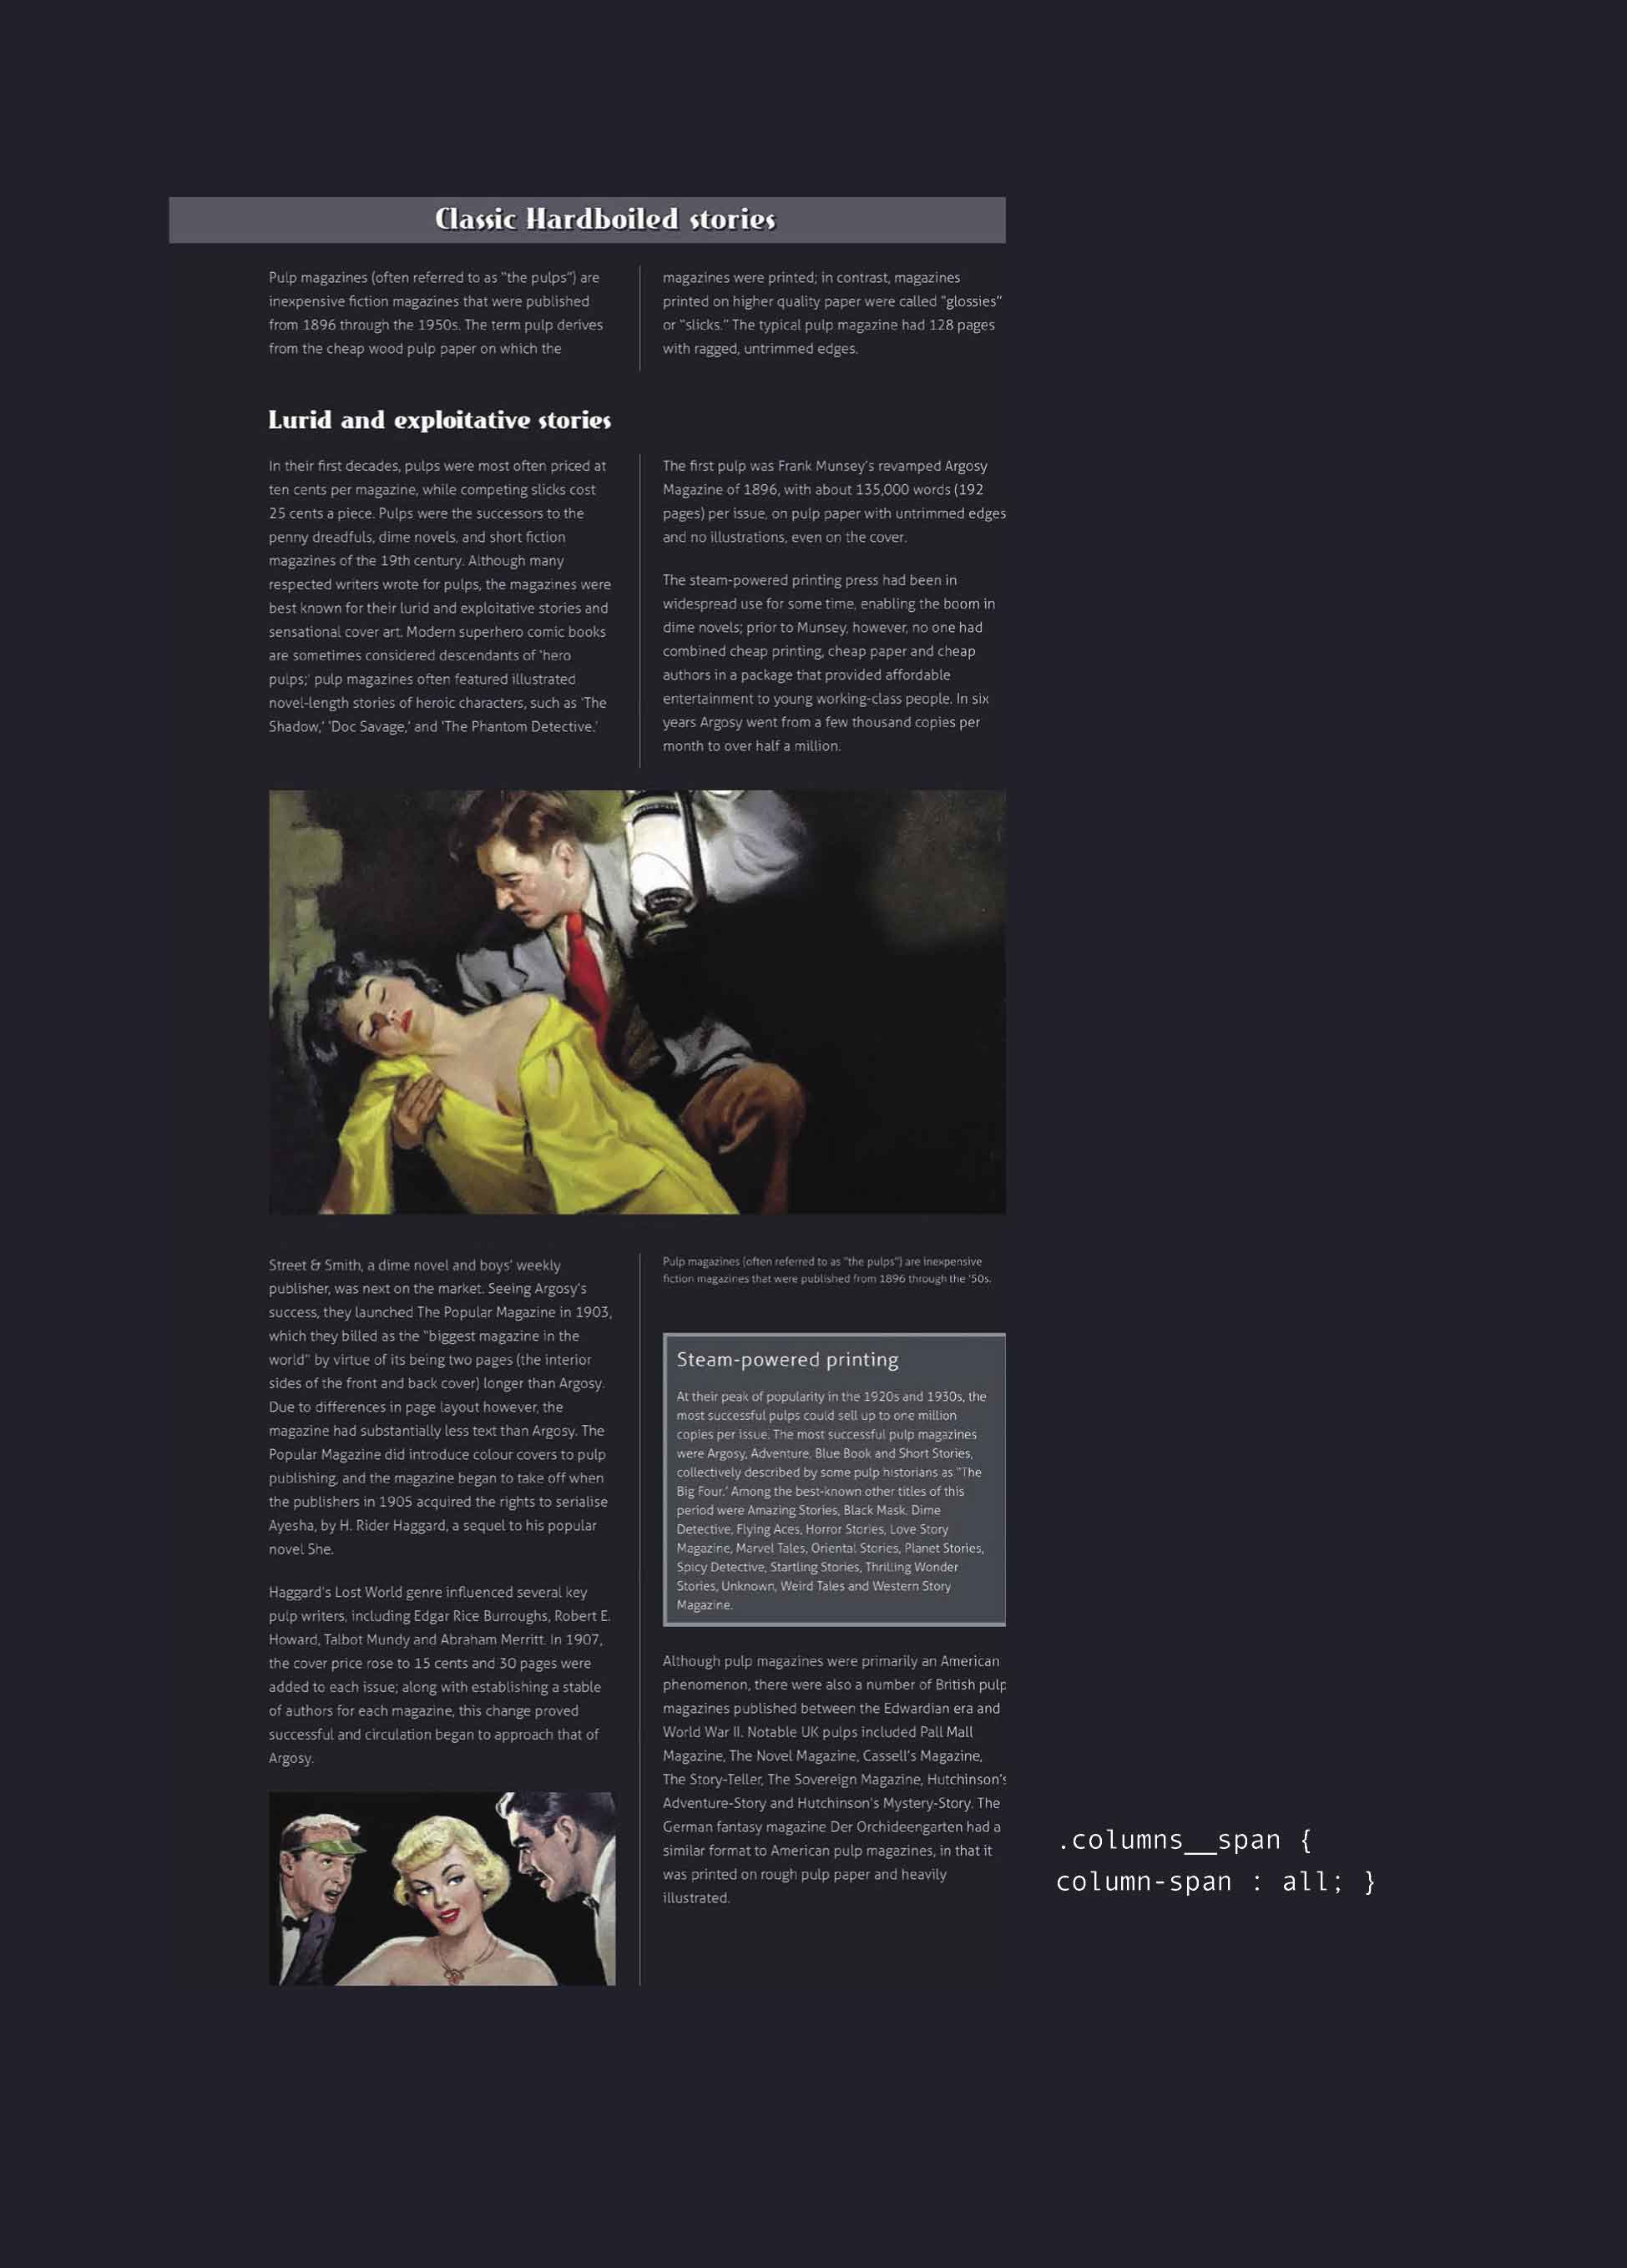 Classic Hardboiled stories
Pulp magazines (often referred to as "the pulps") are
inexpensive fiction magazines that were published
from 1896 through the 1950s. The term pulp derives
from the cheap wood pulp paper on which the
magazines were printed; in contrast, magazines
printed on higher quality paper were called "glossies"
or "slicks." The typical pulp magazine had 128 pages
with ragged, untrimmed edges.
Lurid and exploitative stories
In their first decades, pulps were most often priced at
ten cents per magazine, while competing slicks cost
25 cents a piece. Pulps were the successors to the
penny dreadfuls, dime novels, and short fiction
magazines of the 19th century. Although many
respected writers wrote for pulps, the magazines were
best known for their lurid and exploitative stories and
sensational cover art. Modern superhero comic books
are sometimes considered descendants of 'hero
pulps;' pulp magazines often featured illustrated
novel-length stories of heroic characters, such as 'The
Shadow,' 'Doc Savage,' and 'The Phantom Detective.'
The first pulp was Frank Munsey's revamped Argosy
Magazine of 1896, with about 135,000 words (192
pages) per issue, on pulp paper with untrimmed edges
and no illustrations, even on the cover.
The steam-powered printing press had been in
widespread use for some time, enabling the boom in
dime novels; prior to Munsey, however, no one had
combined cheap printing, cheap paper and cheap
authors in a package that provided affordable
entertainment to young working-class people. In six
years Argosy went from a few thousand copies per
month to over half a million.
Street & Smith, a dime novel and boys' weekly
publisher, was next on the market. Seeing Argosy's
success, they launched The Popular Magazine in 1903,
which they billed as the "biggest magazine in the
world" by virtue of its being two pages (the interior
sides of the front and back cover) longer than Argosy.
Due to differences in page layout however, the
magazine had substantially less text than Argosy. The
Popular Magazine did introduce colour covers to pulp
publishing, and the magazine began to take off when
the publishers in 1905 acquired the rights to serialise
Ayesha, by H. Rider Haggard, a sequel to his popular
novel She.
Haggard's Lost World genre influenced several key
pulp writers, including Edgar Rice Burroughs, Robert E.
Howard, Talbot Mundy and Abraham Merritt. In 1907,
the cover price rose to 15 cents and 30 pages were
added to each issue; along with establishing a stable
of authors for each magazine, this change proved
successful and circulation began to approach that of
Argosy.
Pulp magazines (often referred to as "the pulps") are inexpensive
fiction magazines that were published from 1896 through the '50s.
Steam-powered printing
At their peak of popularity in the 1920s and 1930s, the
most successful pulps could sell up to one million
copies per issue. The most successful pulp magazines
were Argosy, Adventure, Blue Book and Short Stories,
collectively described by some pulp historians as "The
Big Four.' Among the best-known other titles of this
period were Amazing Stories, Black Mask, Dime
Detective, Flying Aces, Horror Stories, Love Story
Magazine, Marvel Tales, Oriental Stories, Planet Stories,
Spicy Detective, Startling Stories, Thrilling Wonder
Stories, Unknown, Weird Tales and Western Story
Magazine.
Although pulp magazines were primarily an American
phenomenon, there were also a number of British pulp
magazines published between the Edwardian era and
World War II. Notable UK pulps included Pall Mall
Magazine, The Novel Magazine, Cassell's Magazine,
The Story-Teller, The Sovereign Magazine, Hutchinson's
Adventure-Story and Hutchinson's Mystery-Story. The
German fantasy magazine Der Orchideengarten had a
similar format to American pulp magazines, in that it
was printed on rough pulp paper and heavily
illustrated.
.columns__span {
column-span : all; }